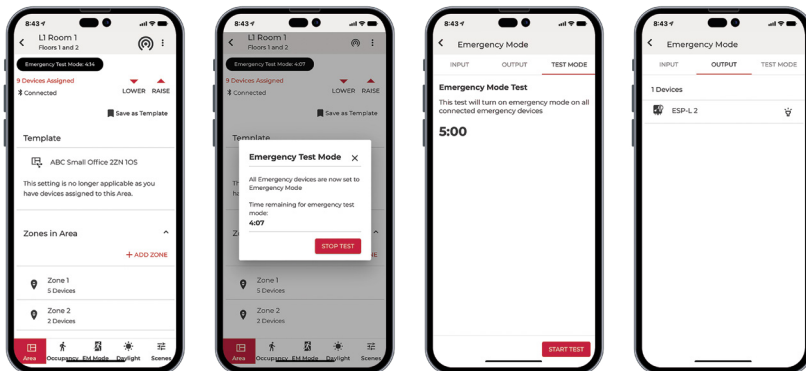 8:43
L1 Room 1
Floors 1 and 2
Emergency Test Mode: 4:14
9 Devices Assigned
Connected
LOWER RAISE
Save as Template
Template
ABC Small Office 2ZN 1OS
This setting is no longer applicable as you
have devices assigned to this Area.
Zones in Area
+ ADD ZONE
Zone 1
5 Devices
Zone 2
2 Devices
Area Occupancy EM Mode Daylight Scenes
8:43
L1 Room 1
Floors 1 and 2
Emergency Test Mode: 4:07
9 Devices Assigned
Connected
LOWER RAISE
Save as Template
Template
Emergency Test Mode
All Emergency devices are now set to
Emergency Mode
Time remaining for emergency test
mode:
4:07
STOP TEST
Zone 1
5 Devices
Zone 2
2 Devices
Area Occupancy EM Mode Daylight Scenes
8:43
Emergency Mode
INPUT OUTPUT TEST MODE
Emergency Mode Test
This test will turn on emergency mode on all
connected emergency devices
5:00
START TEST
8:43
Emergency Mode
INPUT OUTPUT TEST MODE
1 Devices
ESP-L 2